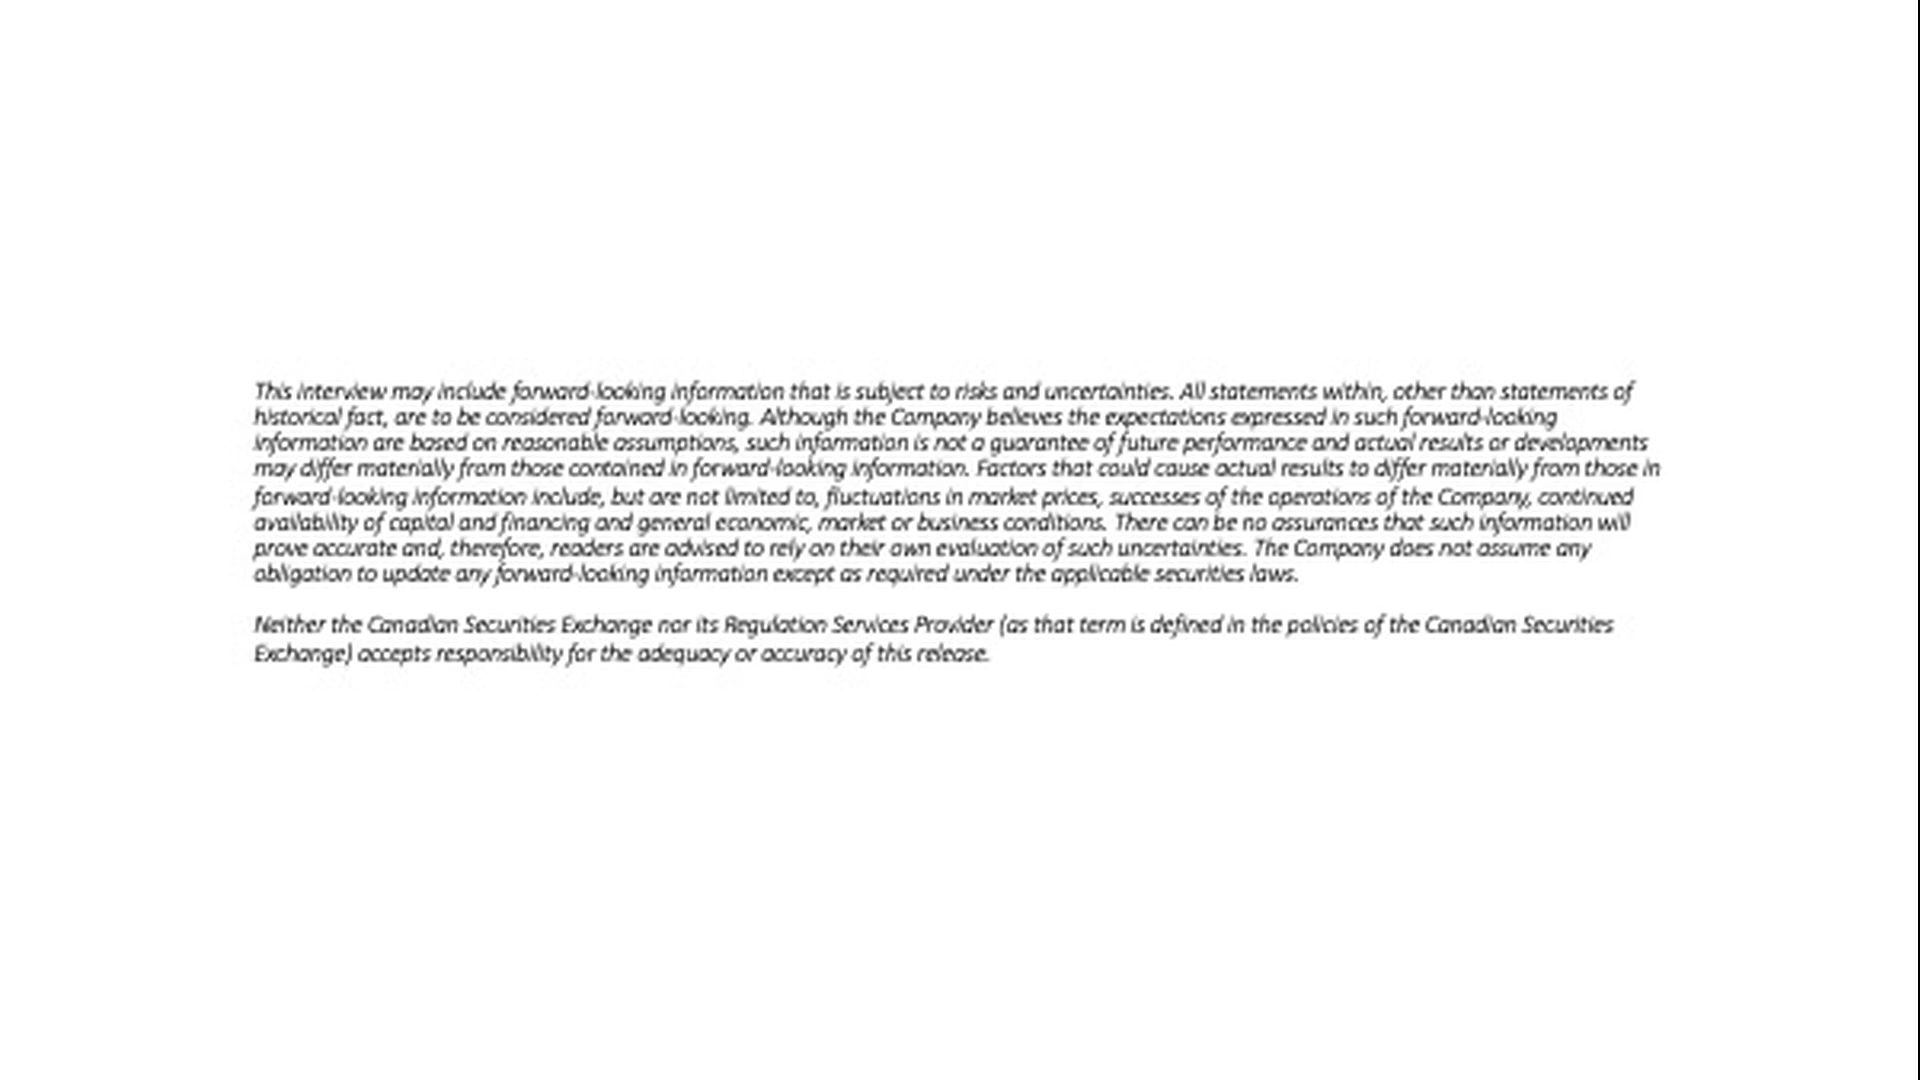 This interview may include forward-looking information that is subject to risks and uncertainties. All statements within, other than statements of
historical fact, are to be considered forward-looking. Although the Company believes the expectations expressed in such forward-looking
information are based on reasonable assumptions, such information is not a guarantee of future performance and actual results or developments
may differ materially from those contained in forward-looking information. Factors that could cause actual results to differ materially from those in
forward-looking information include, but are not limited to, fluctuations in market prices, successes of the operations of the Company, continued
availability of capital and financing and general economic, market or business conditions. There can be no assurances that such information will
prove accurate and, therefore, readers are advised to rely on their own evaluation of such uncertainties. The Company does not assume any
obligation to update any forward-looking information except as required under the applicable securities laws.
Neither the Canadian Securities Exchange nor its Regulation Services Provider (as that term is defined in the policies of the Canadian Securities
Exchange) accepts responsibility for the adequacy or accuracy of this release.